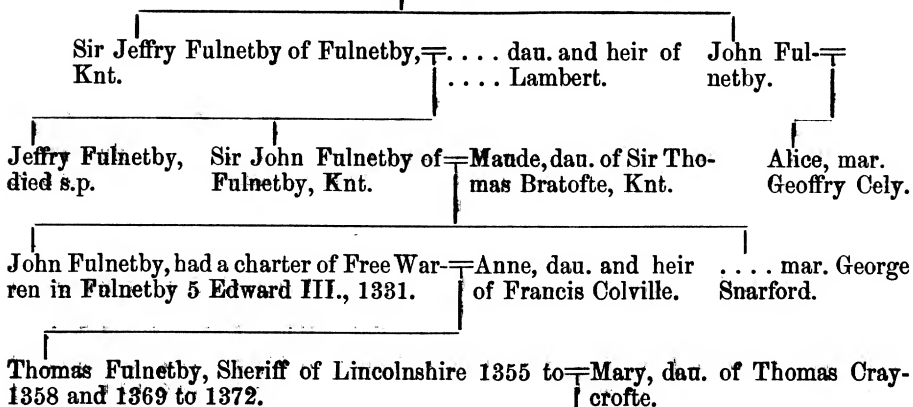 Sir Jeffry Fulnetby of Fulnetby, Knt.
. . . . dau. and heir of
. . . . Lambert.
John Ful-
netby.
Jeffry Fulnetby,
died s.p.
Sir John Fulnetby of
Fulnetby, Knt.
Maude, dau. of Sir Tho-
mas Bratofte, Knt.
Alice, mar.
Geoffry Cely.
John Fulnetby, had a charter of Free War-
ren in Fulnetby 5 Edward III., 1331.
Anne, dau. and heir
of Francis Colville.
. . . . mar. George
Snarford.
Thomas Fulnetby, Sheriff of Lincolnshire 1355 to
1358 and 1369 to 1372.
Mary, dau. of Thomas Cray-
crofte.